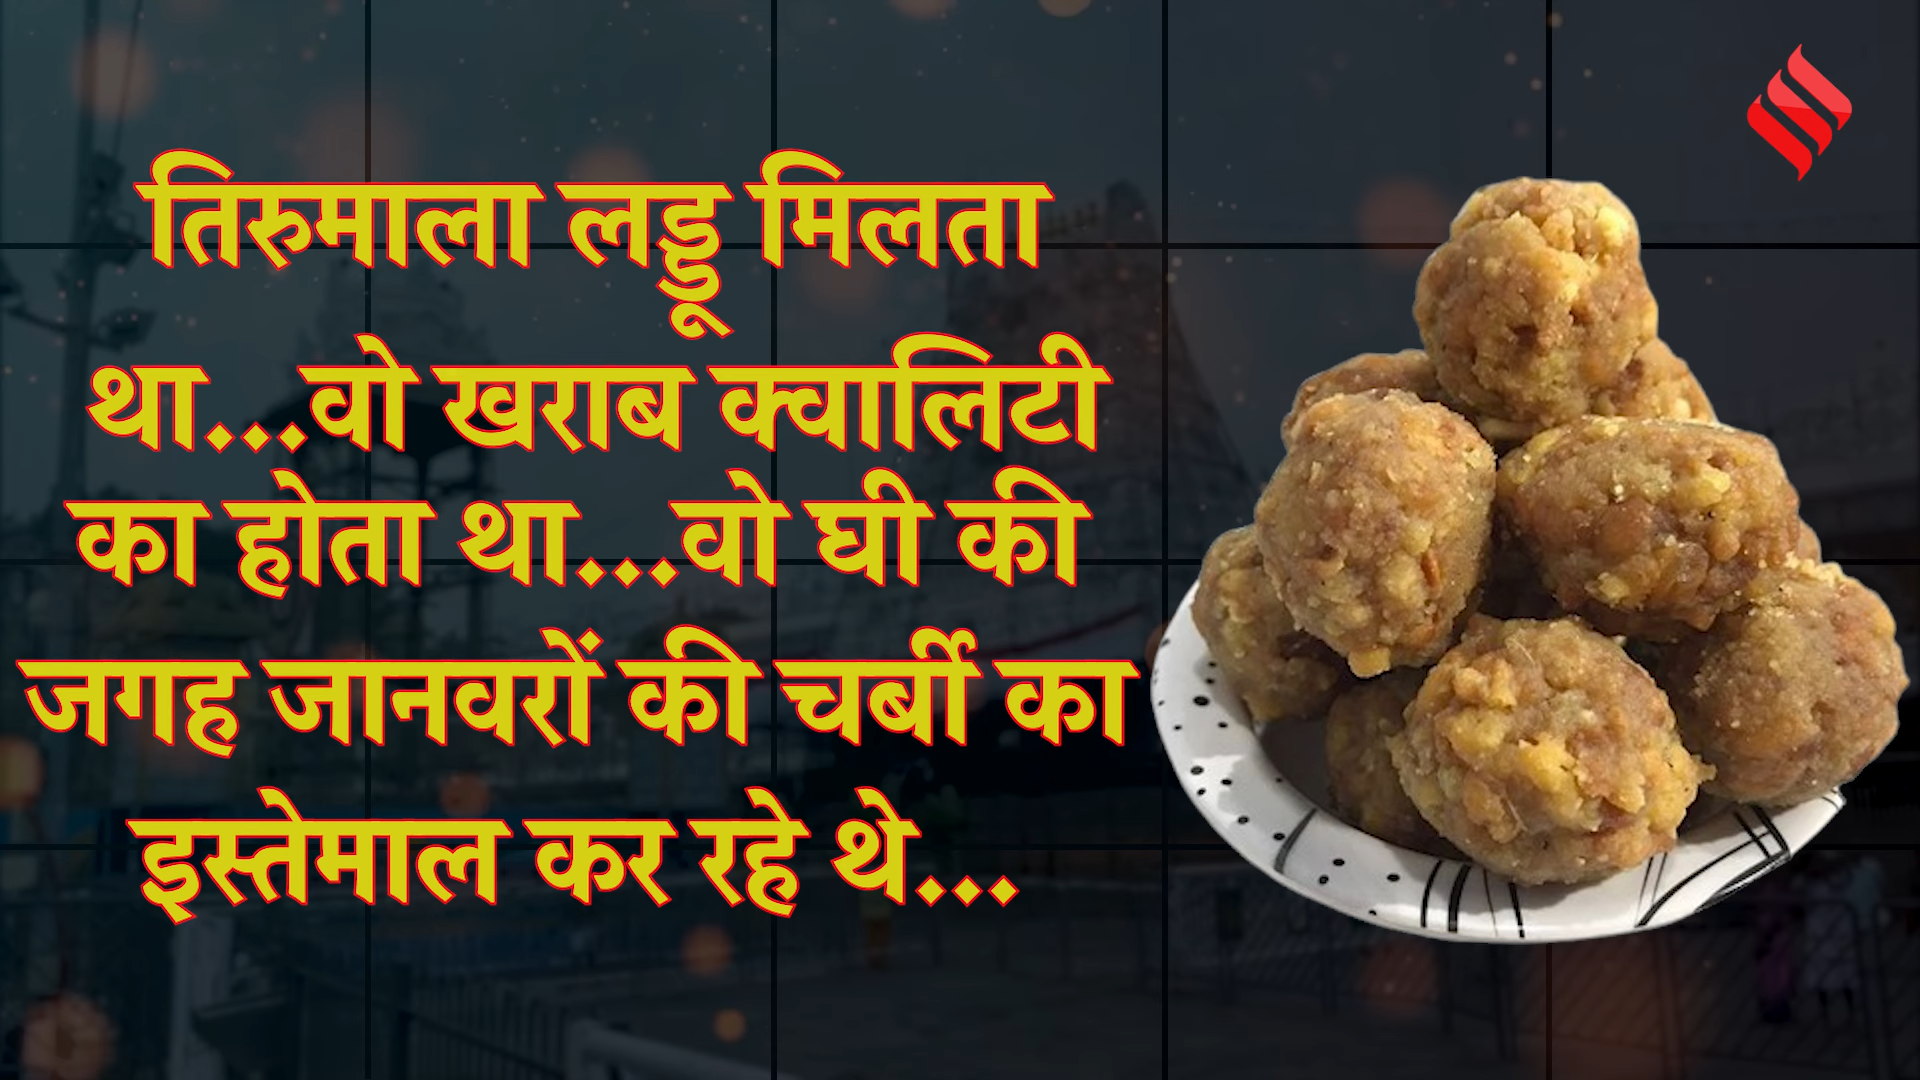 तिरुमाला लड्डू मिलता
था...वो खराब क्वालिटी
का होता था...वो घी की
जगह जानवरों की चर्बी का
इस्तेमाल कर रहे थे...